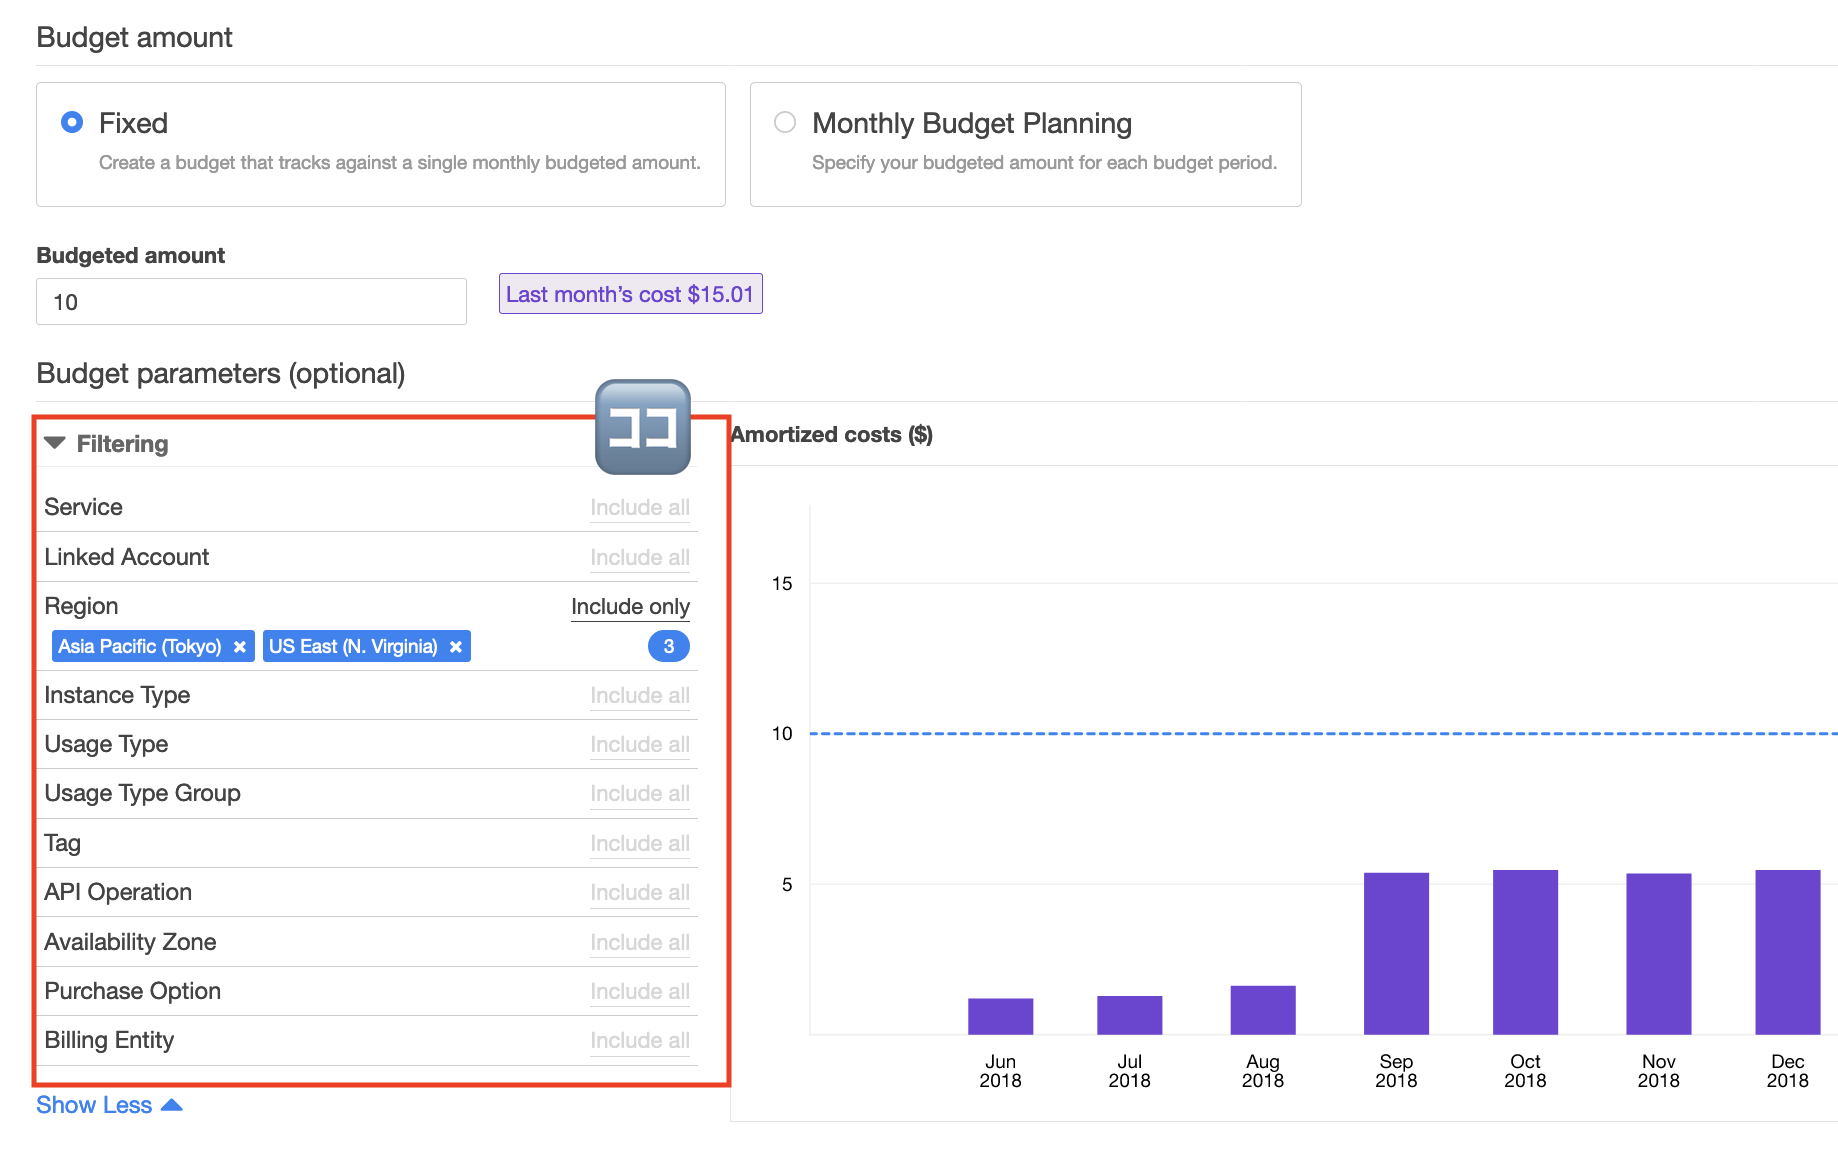 Budget amount
Fixed
Create a budget that tracks against a single monthly budgeted amount.
Monthly Budget Planning
Specify your budgeted amount for each budget period.
Budgeted amount
10
Last month's cost $15.01
Budget parameters (optional)
ココ
Filtering
Service Include all
Linked Account Include all
Region Include only
Asia Pacific (Tokyo) × US East (N. Virginia) × 3
Instance Type Include all
Usage Type Include all
Usage Type Group Include all
Tag Include all
API Operation Include all
Availability Zone Include all
Purchase Option Include all
Billing Entity Include all
Show Less
Amortized costs ($)
15
10
5
Jun 2018
Jul 2018
Aug 2018
Sep 2018
Oct 2018
Nov 2018
Dec 2018